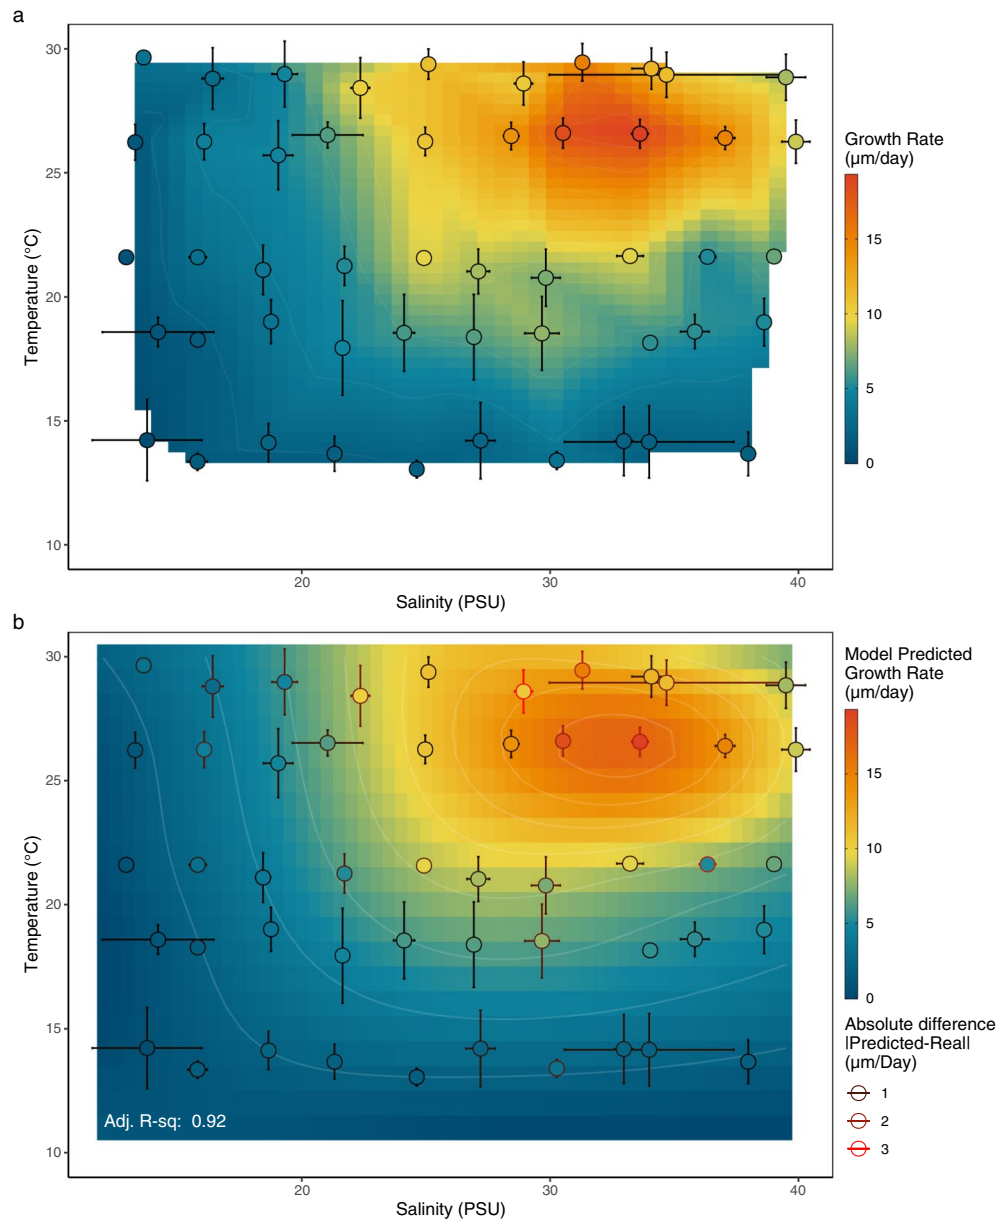 a
30
25
20
15
10
Temperature (°C)
20
30
40
Salinity (PSU)
Growth Rate
(µm/day)
15
10
5
0
b
30
25
20
15
10
Temperature (°C)
Adj. R-sq: 0.92
20
30
40
Salinity (PSU)
Model Predicted
Growth Rate
(µm/day)
15
10
5
0
Absolute difference
|Predicted-Real|
(µm/Day)
1
2
3